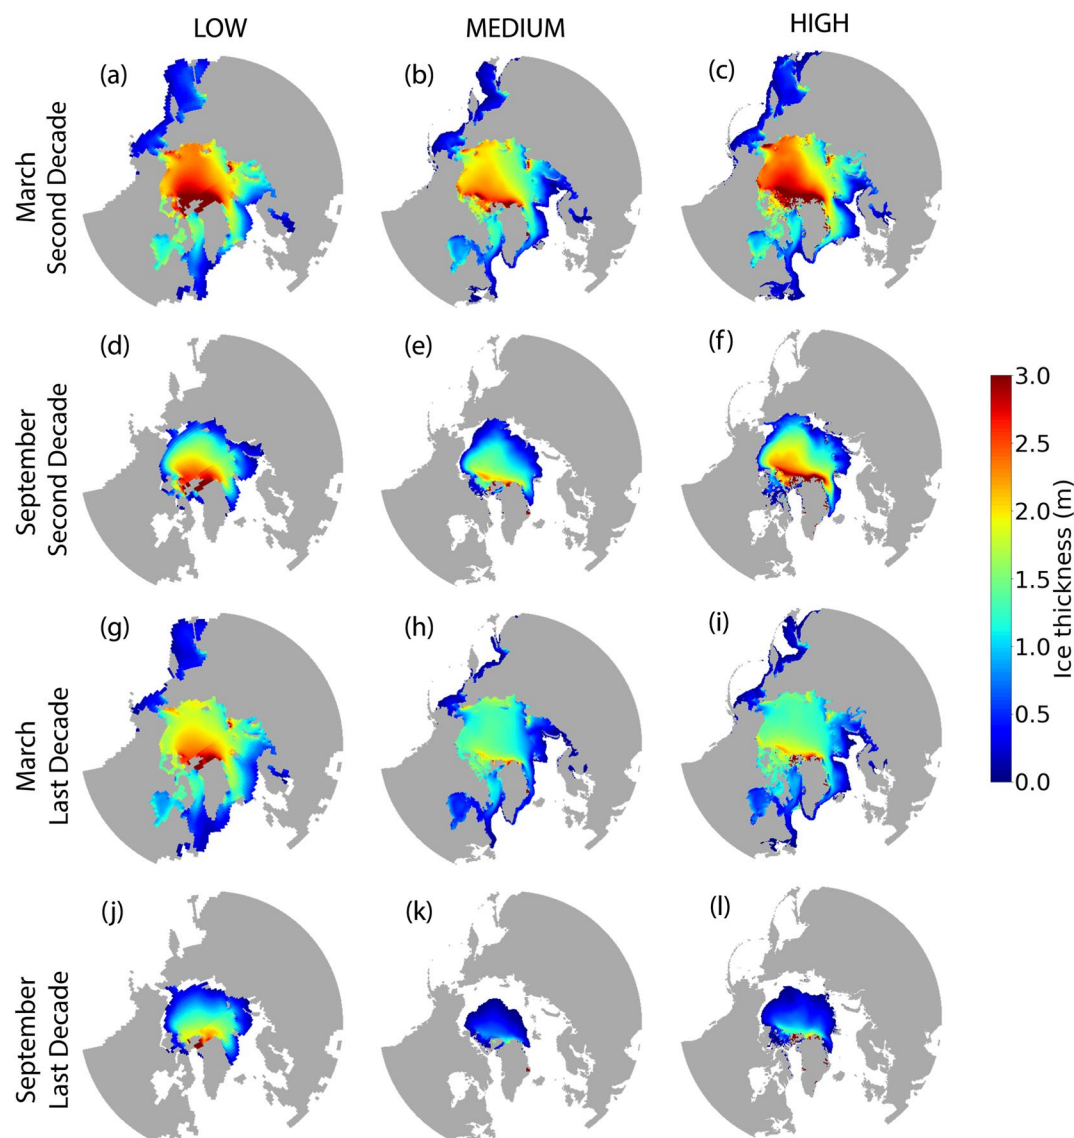 LOW MEDIUM HIGH
(a) (b) (c)
March
Second Decade
(d) (e) (f)
September
Second Decade
(g) (h) (i)
March
Last Decade
(j) (k) (l)
September
Last Decade
3.0
2.5
2.0
1.5
1.0
0.5
0.0
Ice thickness (m)